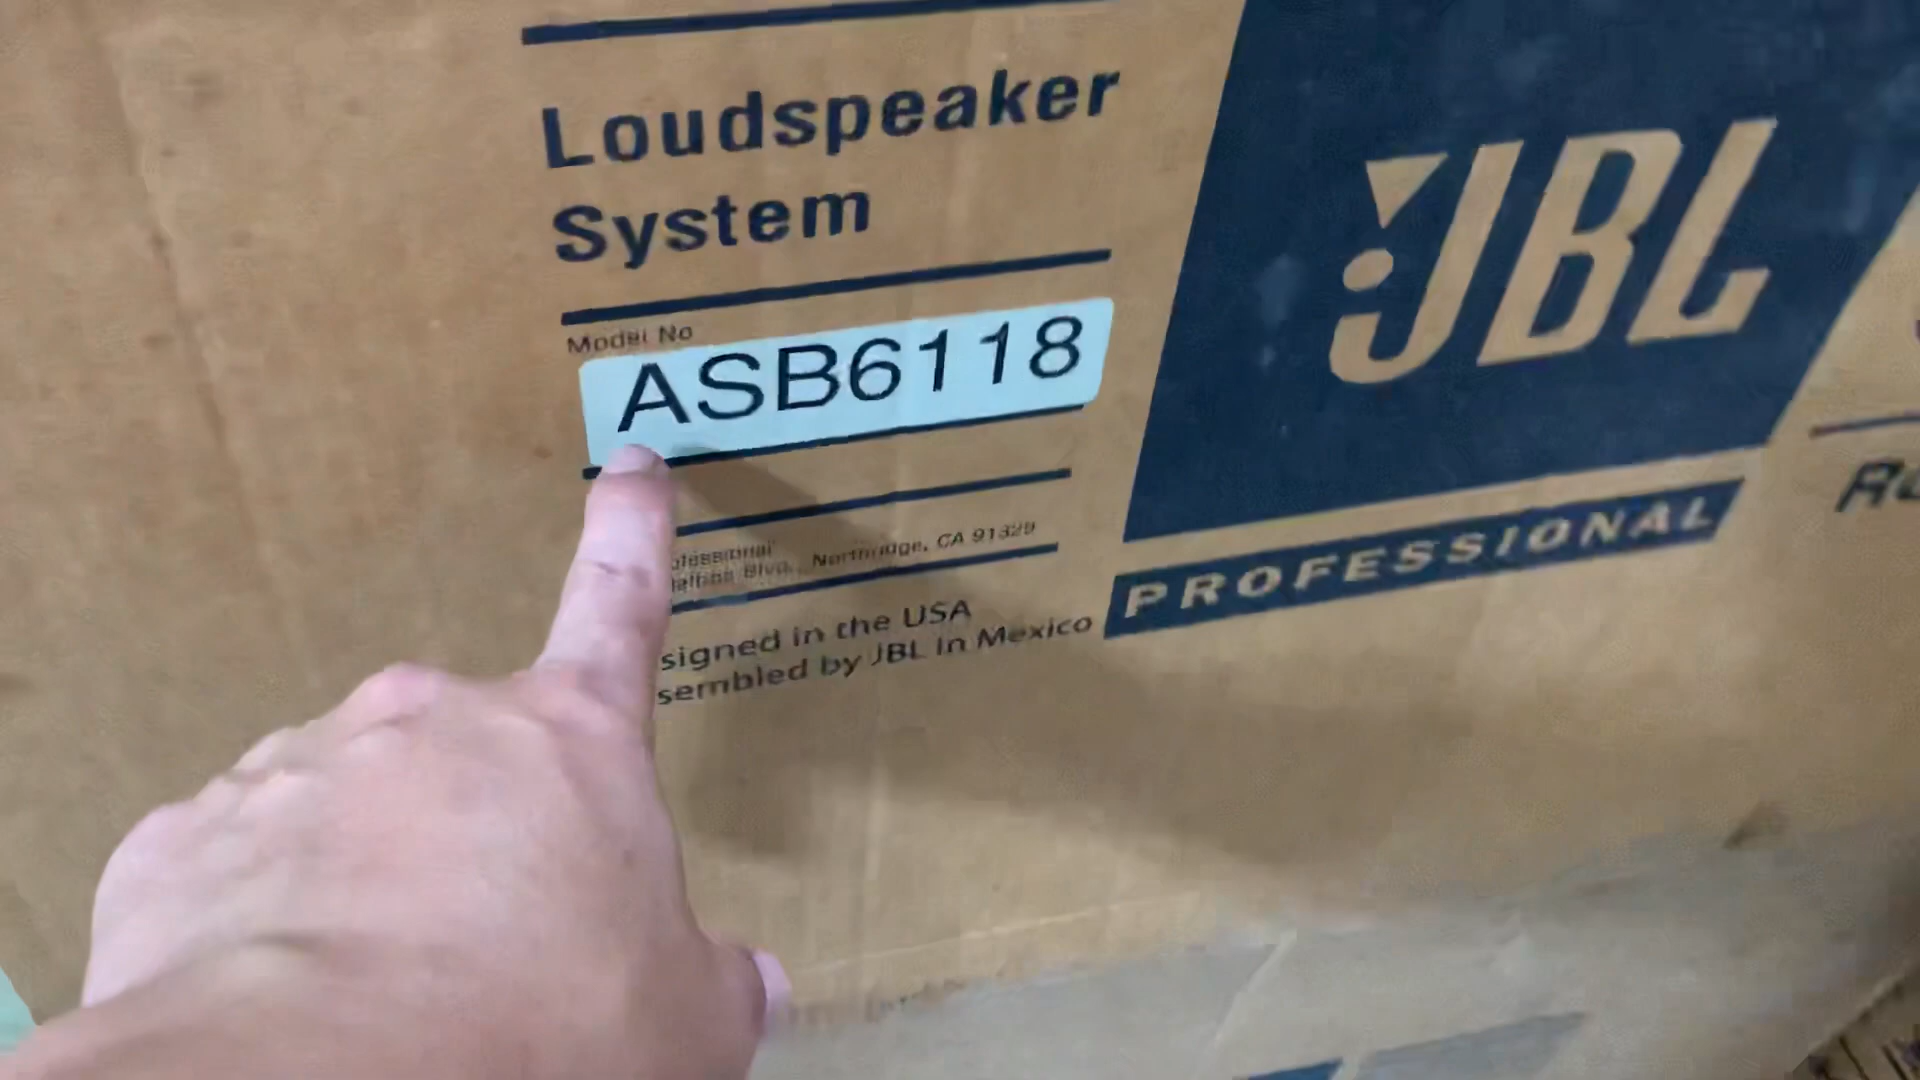 Loudspeaker
System
Model No
ASB6118
Northridge, CA 91329
signed in the USA
sembled by JBL in Mexico
JBL
PROFESSIONAL